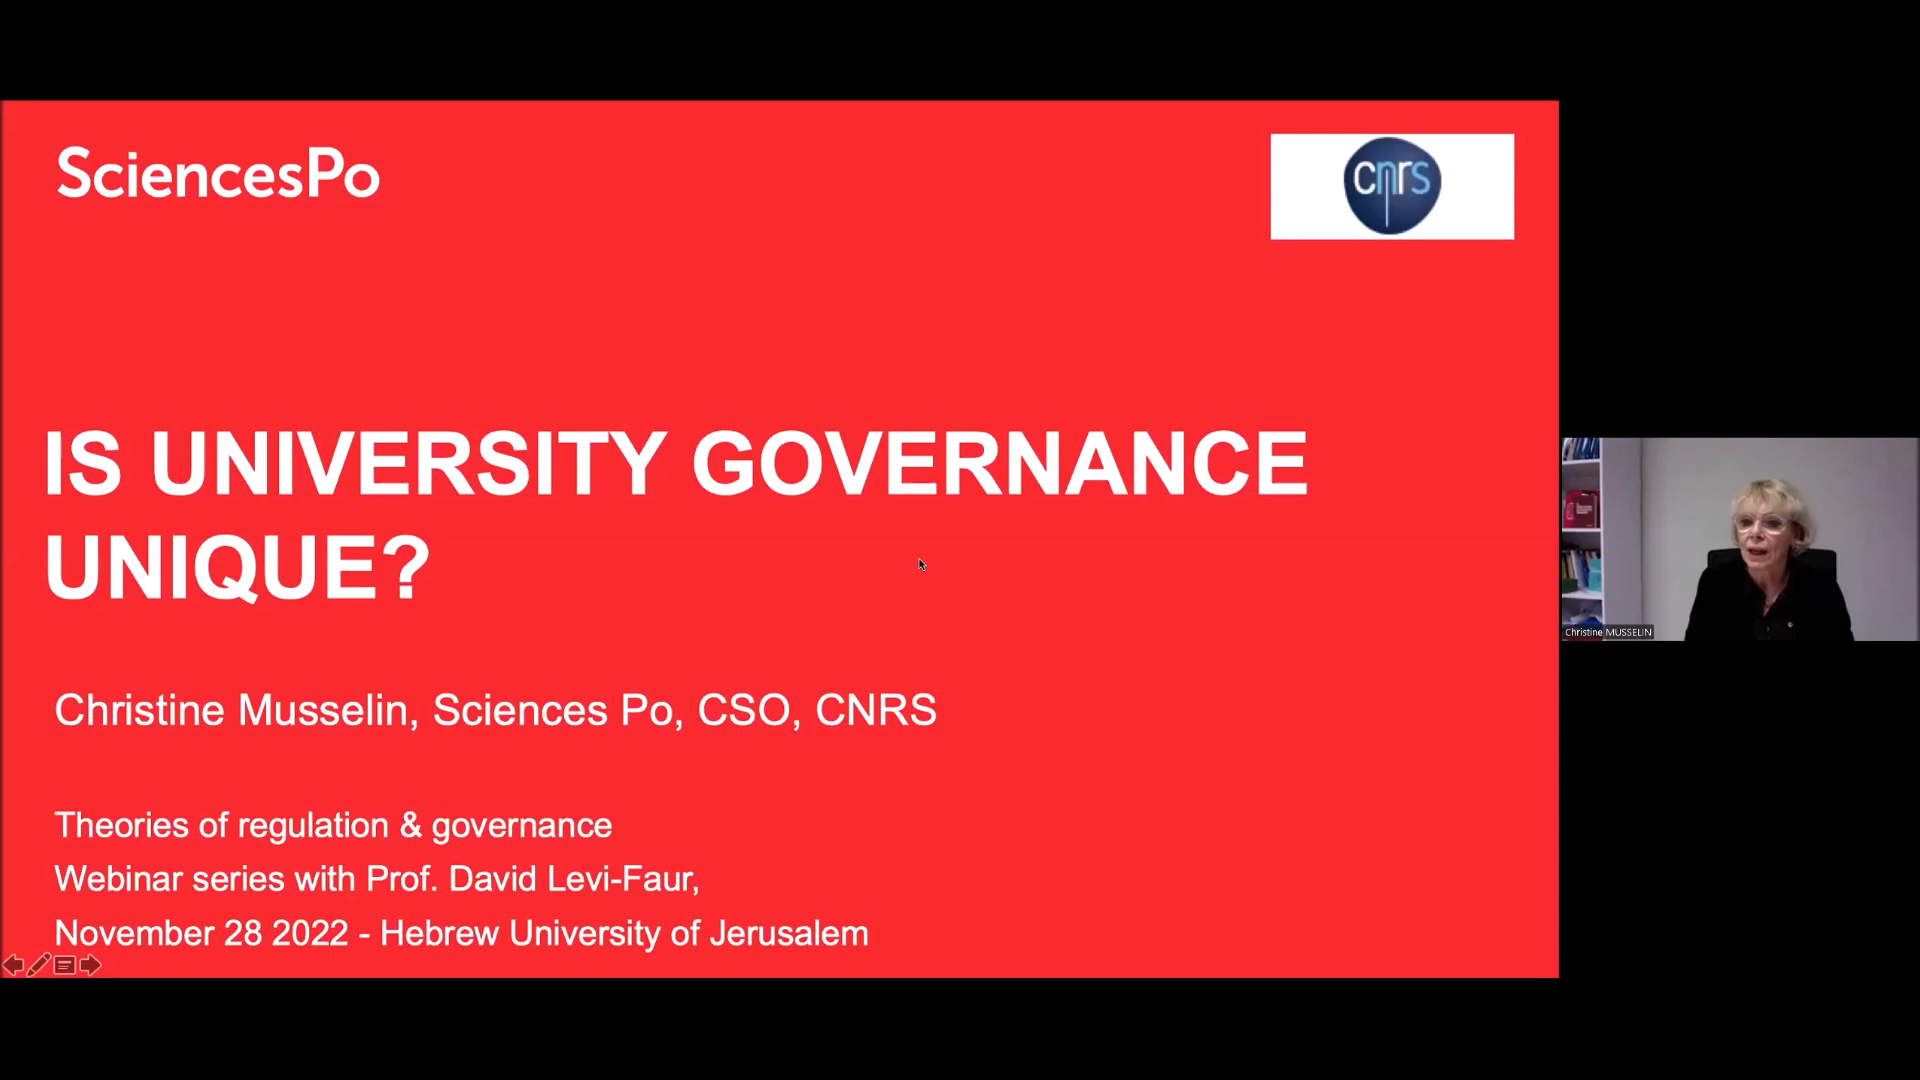 SciencesPo
cnrs
IS UNIVERSITY GOVERNANCE
UNIQUE?
Christine Musselin, Sciences Po, CSO, CNRS
Theories of regulation & governance
Webinar series with Prof. David Levi-Faur,
November 28 2022 - Hebrew University of Jerusalem
Christine MUSSELIN